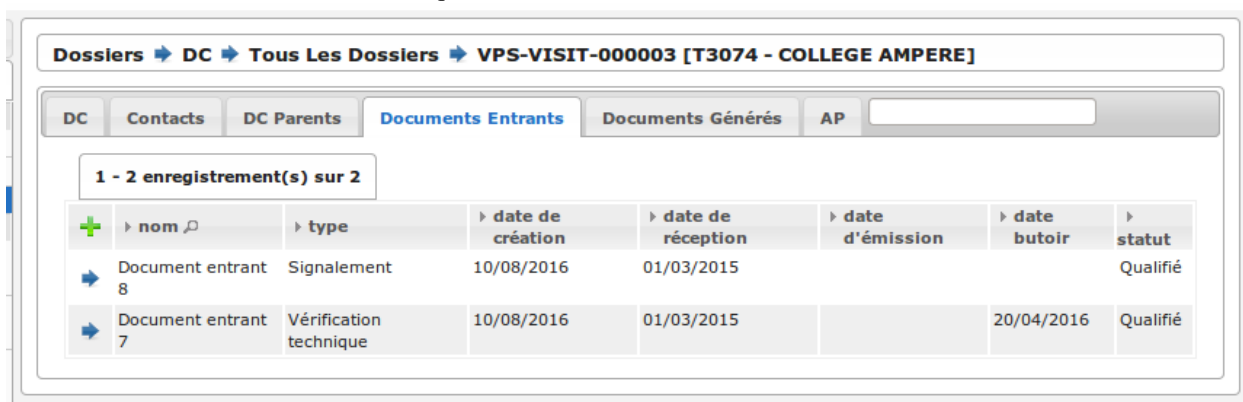 Dossiers DC Tous Les Dossiers VPS-VISIT-000003 [T3074 - COLLEGE AMPERE]
DC Contacts DC Parents Documents Entrants Documents Générés AP
1 - 2 enregistrement(s) sur 2
nom type date de création date de réception date d'émission date butoir statut
Document entrant 8 Signalement 10/08/2016 01/03/2015 Qualifié
Document entrant 7 Vérification technique 10/08/2016 01/03/2015 20/04/2016 Qualifié